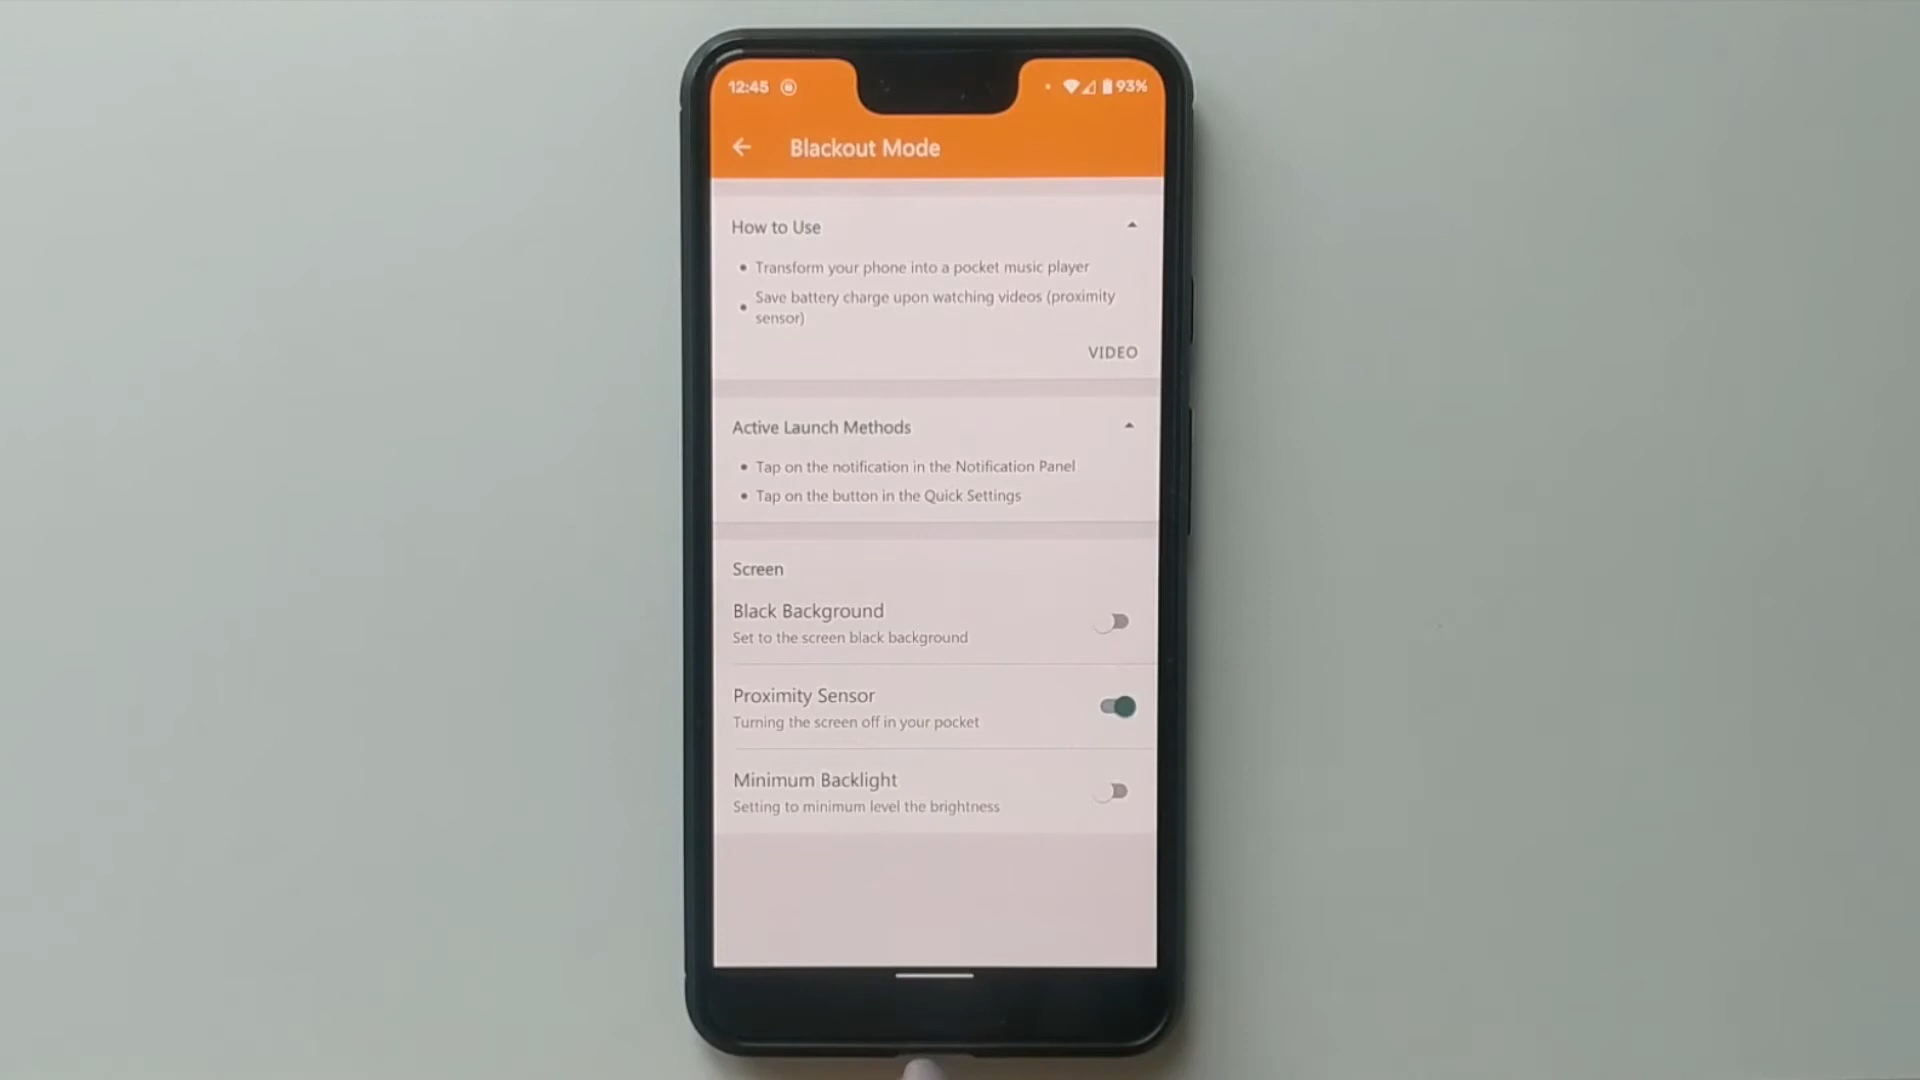 12:45
93%
Blackout Mode
How to Use
• Transform your phone into a pocket music player
• Save battery charge upon watching videos (proximity
sensor)
VIDEO
Active Launch Methods
• Tap on the notification in the Notification Panel
• Tap on the button in the Quick Settings
Screen
Black Background
Set to the screen black background
Proximity Sensor
Turning the screen off in your pocket
Minimum Backlight
Setting to minimum level the brightness